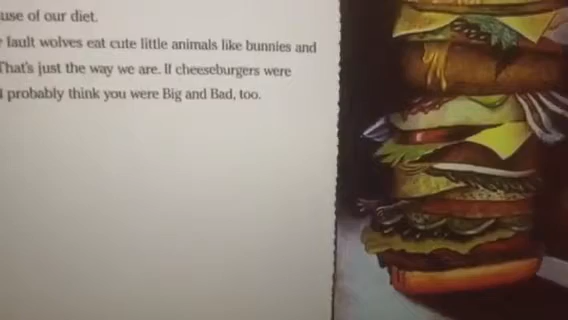 use of our diet.
fault wolves eat cute little animals like bunnies and
That's just the way we are. If cheeseburgers were
probably think you were Big and Bad, too.